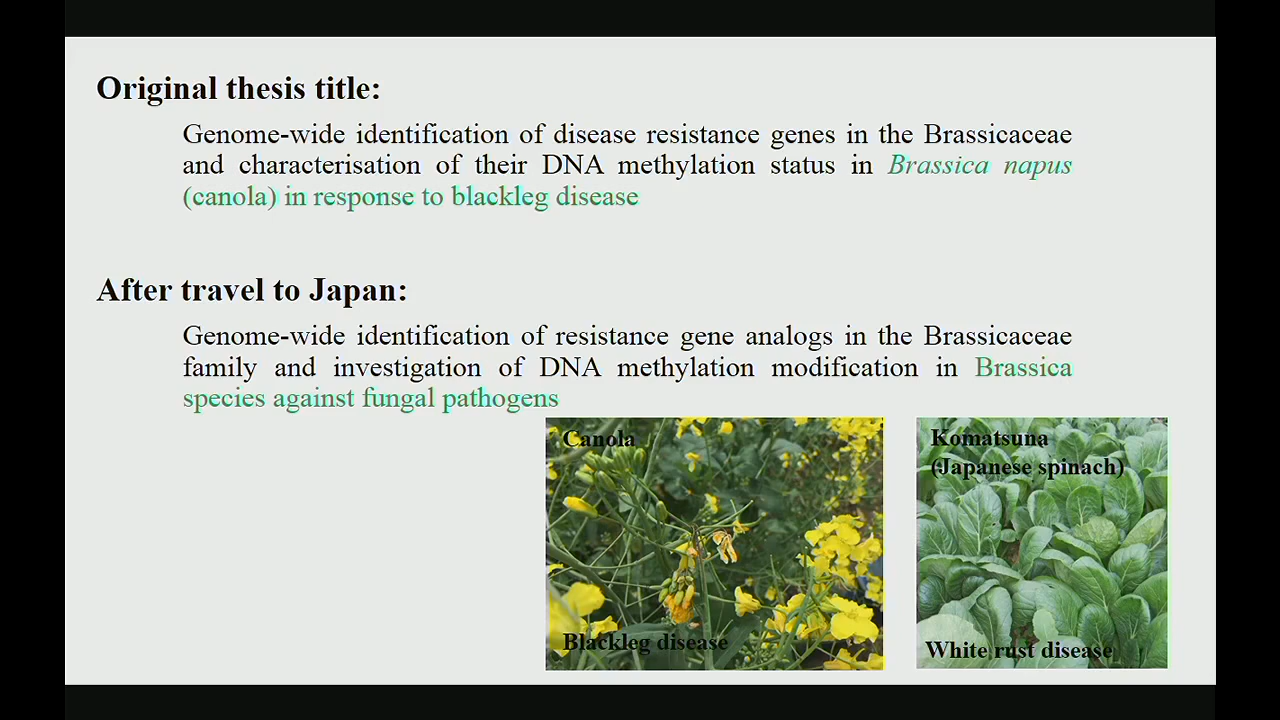 Original thesis title:
Genome-wide identification of disease resistance genes in the Brassicaceae
and characterisation of their DNA methylation status in Brassica napus
(canola) in response to blackleg disease
After travel to Japan:
Genome-wide identification of resistance gene analogs in the Brassicaceae
family and investigation of DNA methylation modification in Brassica
species against fungal pathogens
Canola
Blackleg disease
Komatsuna
(Japanese spinach)
White rust disease